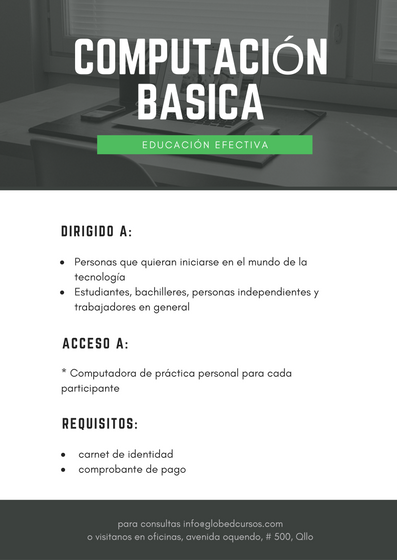 COMPUTACIÓN
BASICA
EDUCACIÓN EFECTIVA
DIRIGIDO A:
• Personas que quieran iniciarse en el mundo de la
tecnología
• Estudiantes, bachilleres, personas independientes y
trabajadores en general
ACCESO A:
* Computadora de práctica personal para cada
participante
REQUISITOS:
• carnet de identidad
• comprobante de pago
para consultas info@globedcursos.com
o visitanos en oficinas, avenida oquendo, # 500, Qllo